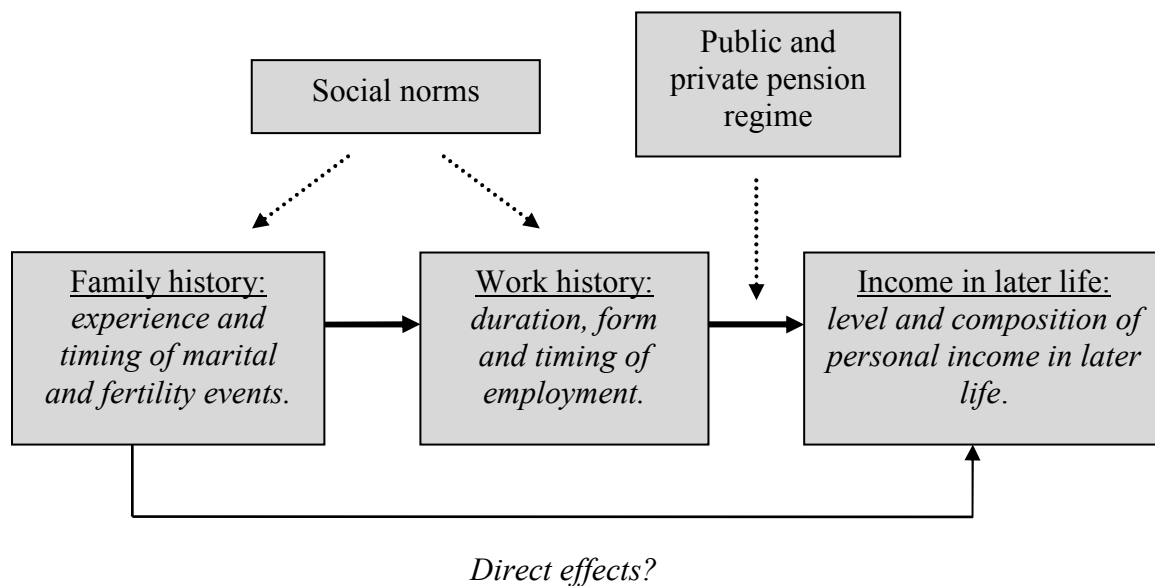 Social norms
Public and
private pension
regime
Family history:
experience and
timing of marital
and fertility events.
Work history:
duration, form
and timing of
employment.
Income in later life:
level and composition of
personal income in later
life.
Direct effects?